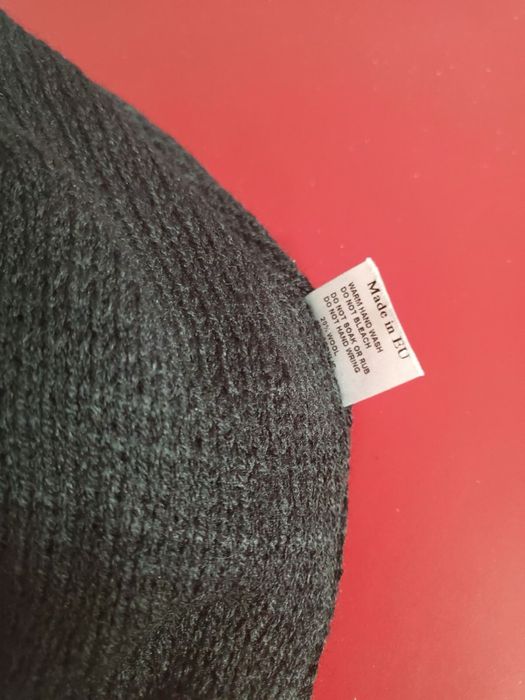 Made in EU
WARM HAND WASH
DO NOT BLEACH
DO NOT SOAK OR RUB
DO NOT HAND WRING
20% WOOL